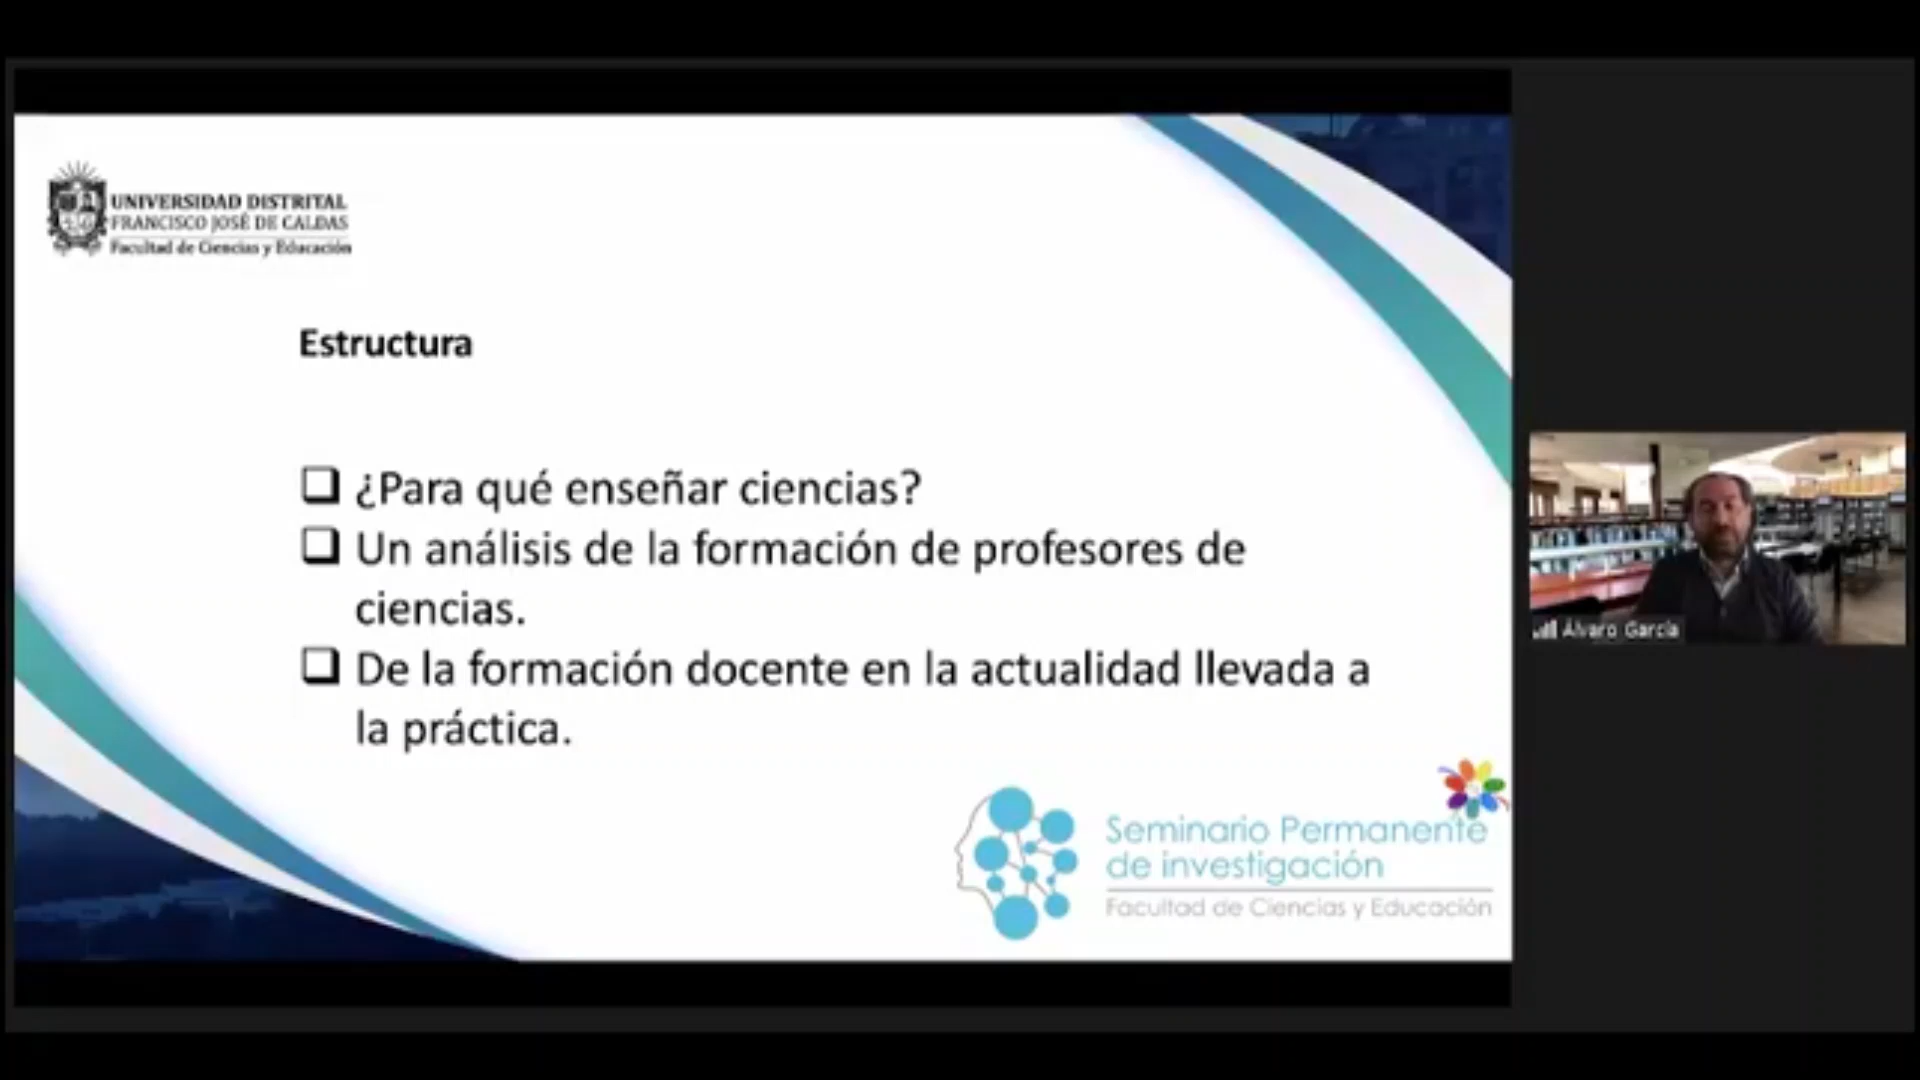 UNIVERSIDAD DISTRITAL
FRANCISCO JOSÉ DE CALDAS
Facultad de Ciencias y Educación
Estructura
¿Para qué enseñar ciencias?
Un análisis de la formación de profesores de
ciencias.
De la formación docente en la actualidad llevada a
la práctica.
Seminario Permanente
de investigación
Facultad de Ciencias y Educación
Álvaro García